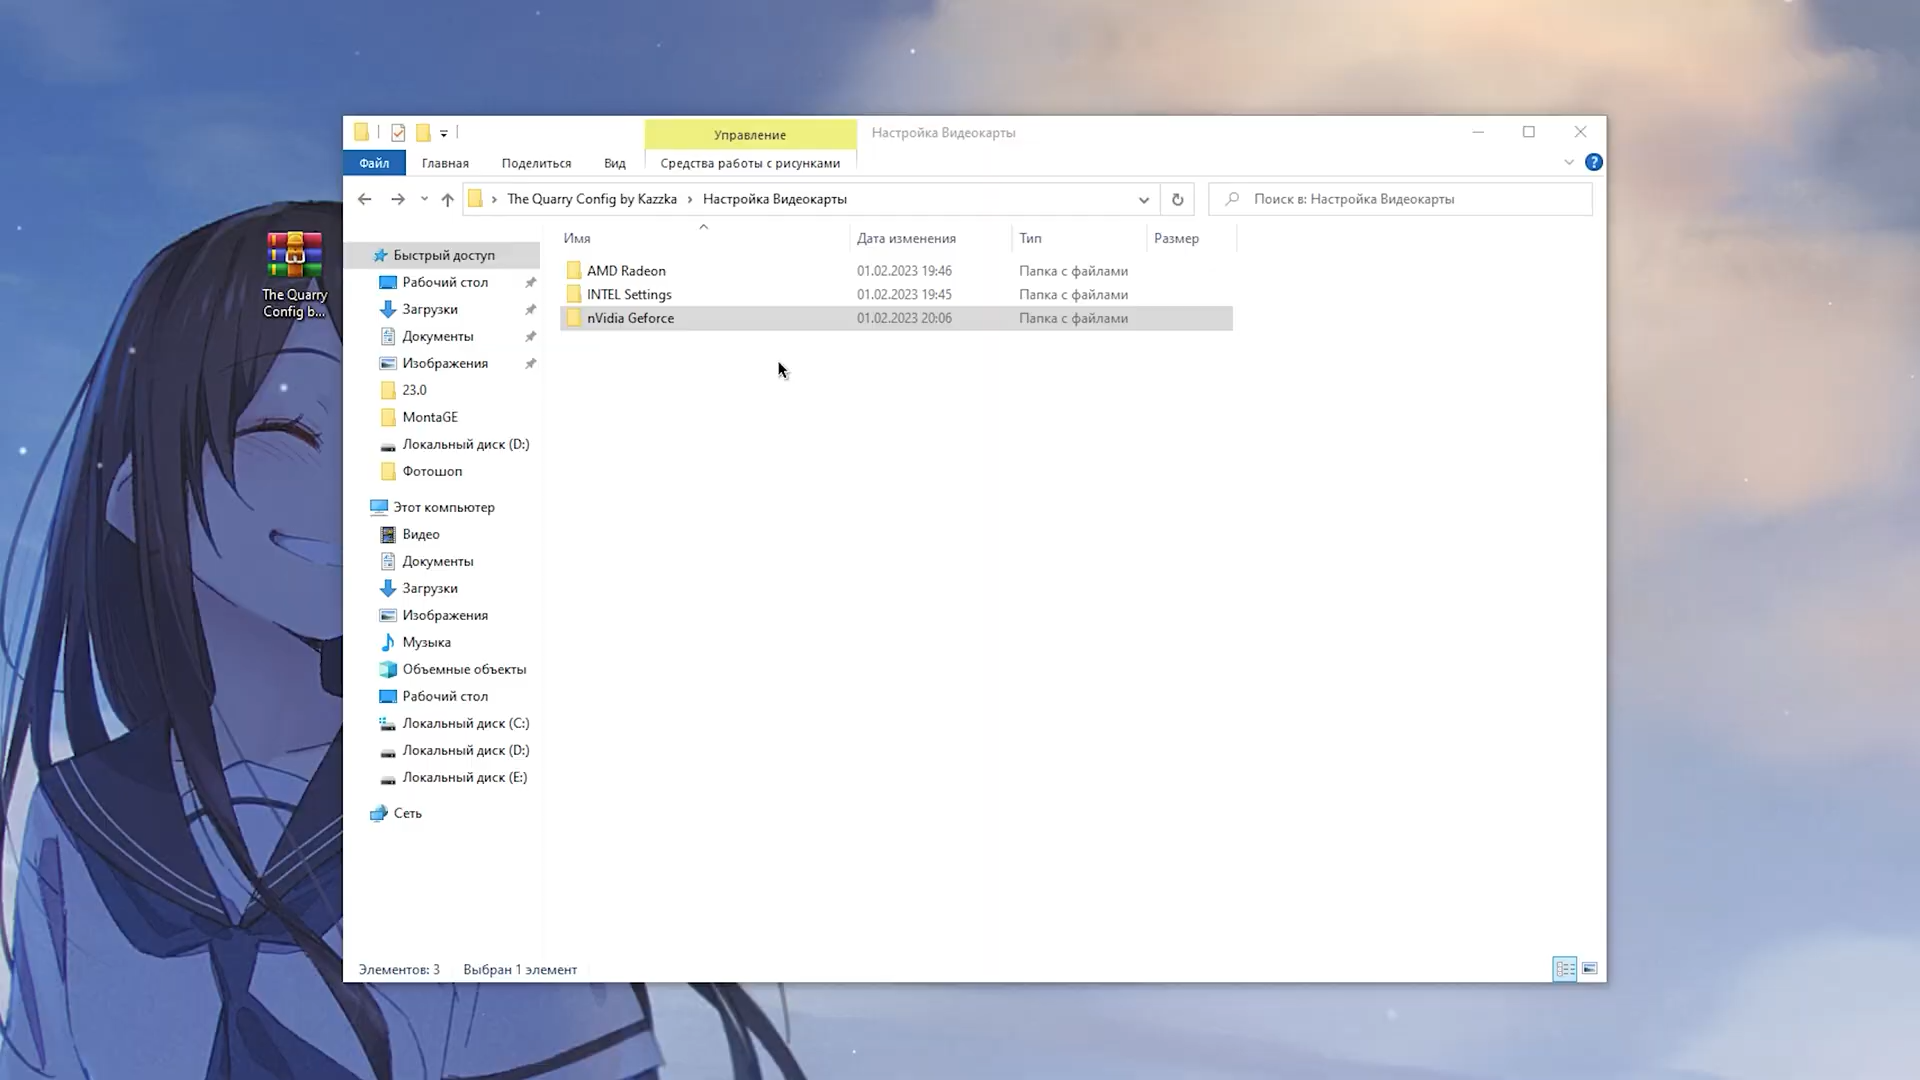 Управление
Настройка Видеокарты
Файл
Главная
Поделиться
Вид
Средства работы с рисунками
?
The Quarry Config by Kazzka
Настройка Видеокарты
Поиск в: Настройка Видеокарты
Имя
Дата изменения
Тип
Размер
AMD Radeon
01.02.2023 19:46
Папка с файлами
INTEL Settings
01.02.2023 19:45
Папка с файлами
nVidia Geforce
01.02.2023 20:06
Папка с файлами
The Quarry
Config b...
Быстрый доступ
Рабочий стол
Загрузки
Документы
Изображения
23.0
MontaGE
Локальный диск (D:)
Фотошоп
Этот компьютер
Видео
Документы
Загрузки
Изображения
Музыка
Объемные объекты
Рабочий стол
Локальный диск (C:)
Локальный диск (D:)
Локальный диск (E:)
Сеть
Элементов: 3
Выбран 1 элемент